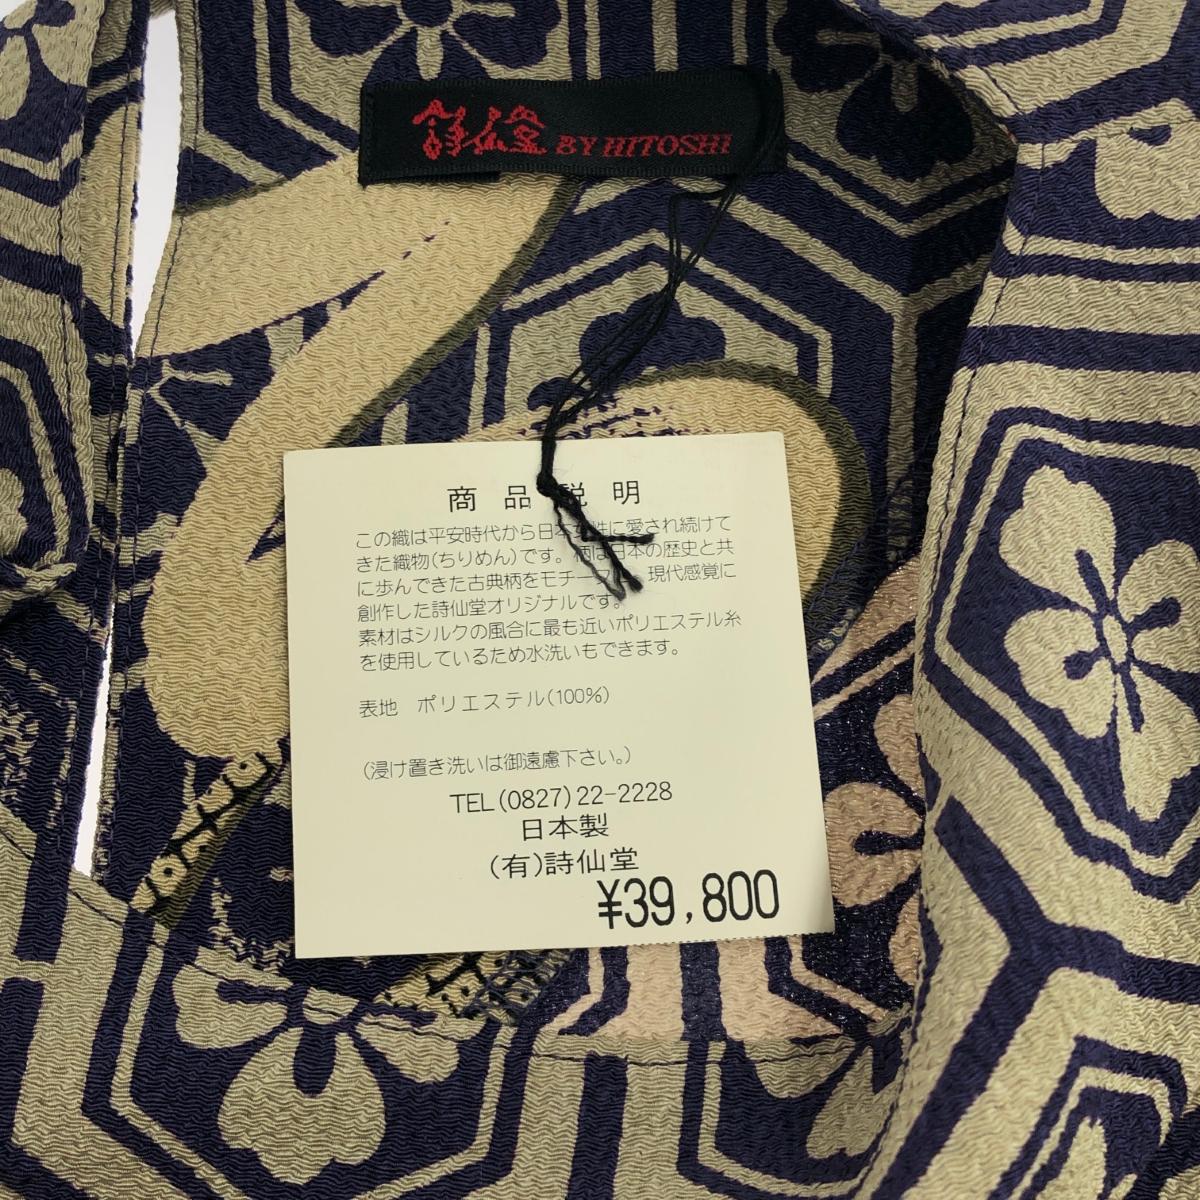 詩仙堂 BY HITOSHI
商品説明
この織は平安時代から日本女性に愛され続けて
きた織物(ちりめん)です。柄は日本の歴史と共
に歩んできた古典柄をモチーフに、現代感覚に
創作した詩仙堂オリジナルです。
素材はシルクの風合に最も近いポリエステル糸
を使用しているため水洗いもできます。
表地 ポリエステル(100%)
(浸け置き洗いは御遠慮下さい。)
TEL(0827)22-2228
日本製
(有)詩仙堂
¥39,800